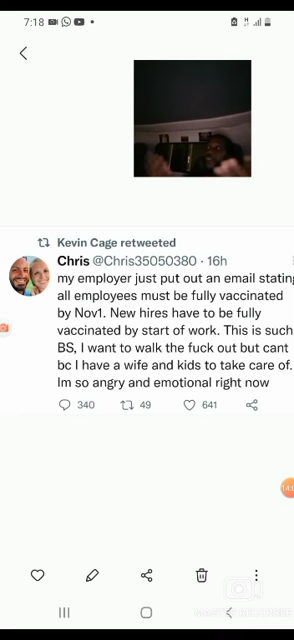 7:18
Kevin Cage retweeted
Chris @Chris35050380 · 16h
my employer just put out an email stating
all employees must be fully vaccinated
by Nov1. New hires have to be fully
vaccinated by start of work. This is such
BS, I want to walk the fuck out but cant
bc I have a wife and kids to take care of.
Im so angry and emotional right now
340 49 641